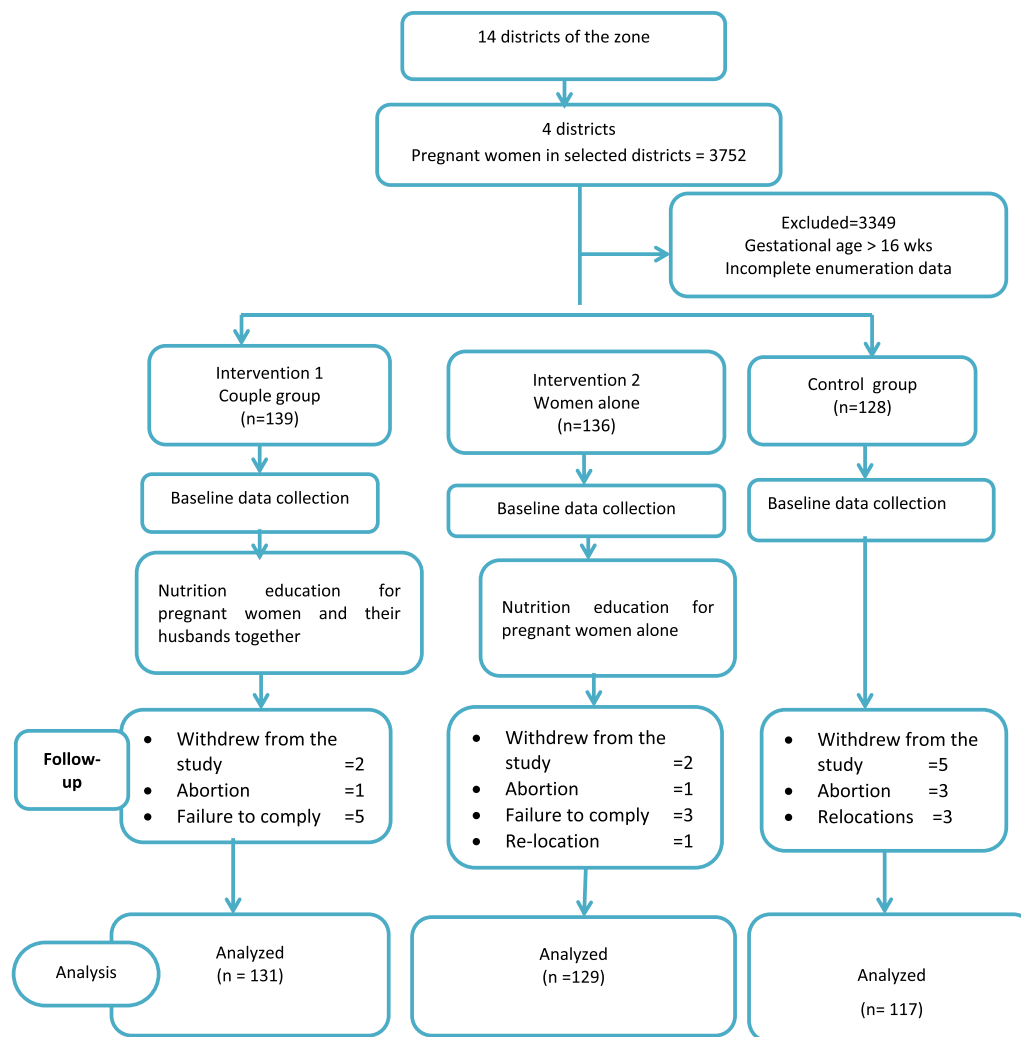 14 districts of the zone
4 districts
Pregnant women in selected districts = 3752
Excluded=3349
Gestational age > 16 wks
Incomplete enumeration data
Intervention 1
Couple group
(n=139)
Intervention 2
Women alone
(n=136)
Control group
(n=128)
Baseline data collection
Baseline data collection
Baseline data collection
Nutrition education for
pregnant women and their
husbands together
Nutrition education for
pregnant women alone
Follow-
up
• Withdrew from the
study =2
• Abortion =1
• Failure to comply =5
• Withdrew from the
study =2
• Abortion =1
• Failure to comply =3
• Re-location =1
• Withdrew from the
study =5
• Abortion =3
• Relocations =3
Analysis
Analyzed
(n = 131)
Analyzed
(n =129)
Analyzed
(n= 117)